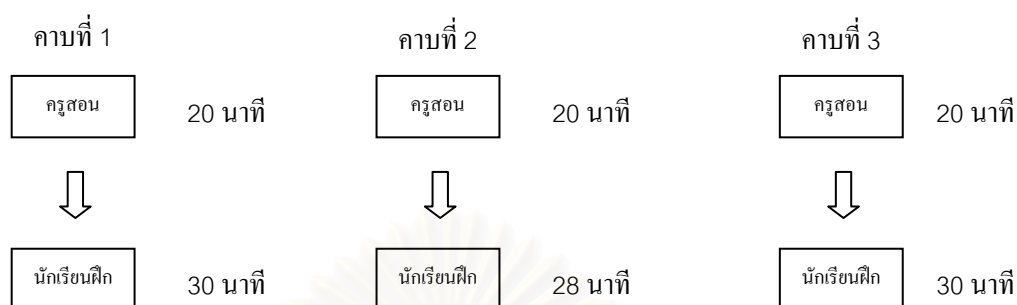 คาบที่ 1 คาบที่ 2 คาบที่ 3
ครูสอน 20 นาที ครูสอน 20 นาที ครูสอน 20 นาที
นักเรียนฝึก 30 นาที นักเรียนฝึก 28 นาที นักเรียนฝึก 30 นาที